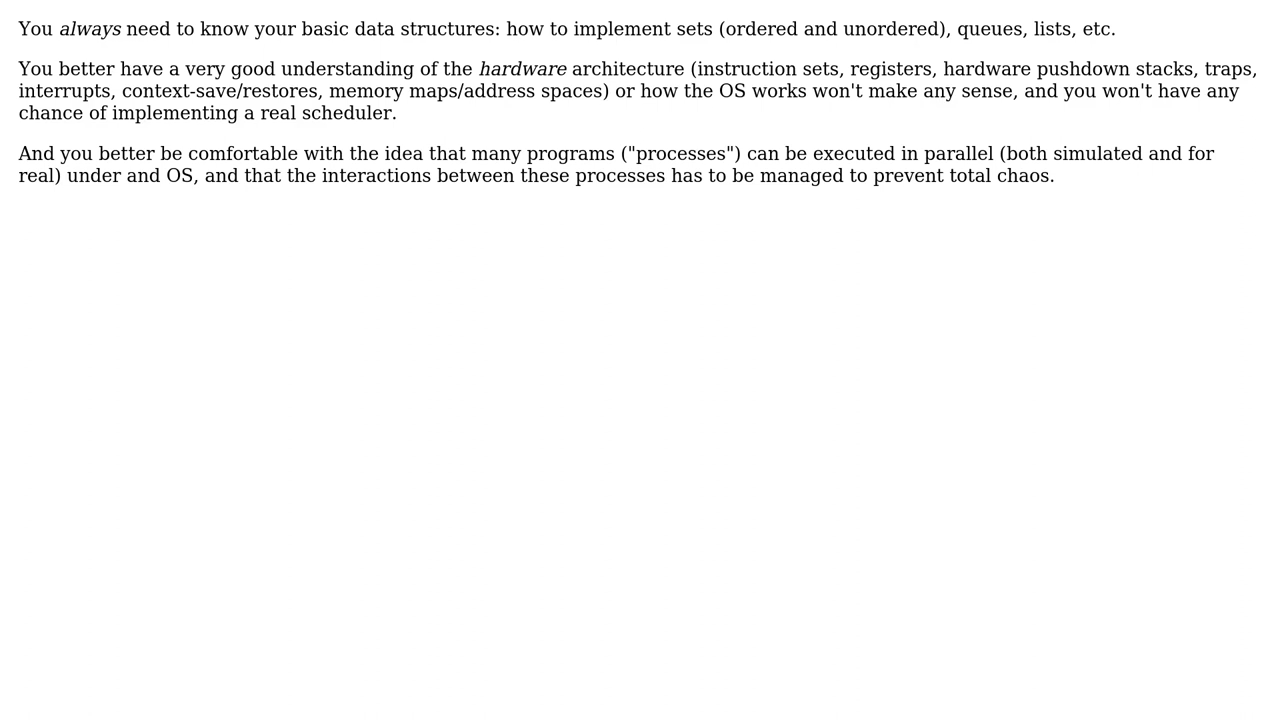 You always need to know your basic data structures: how to implement sets (ordered and unordered), queues, lists, etc.
You better have a very good understanding of the hardware architecture (instruction sets, registers, hardware pushdown stacks, traps,
interrupts, context-save/restores, memory maps/address spaces) or how the OS works won't make any sense, and you won't have any
chance of implementing a real scheduler.
And you better be comfortable with the idea that many programs ("processes") can be executed in parallel (both simulated and for
real) under and OS, and that the interactions between these processes has to be managed to prevent total chaos.